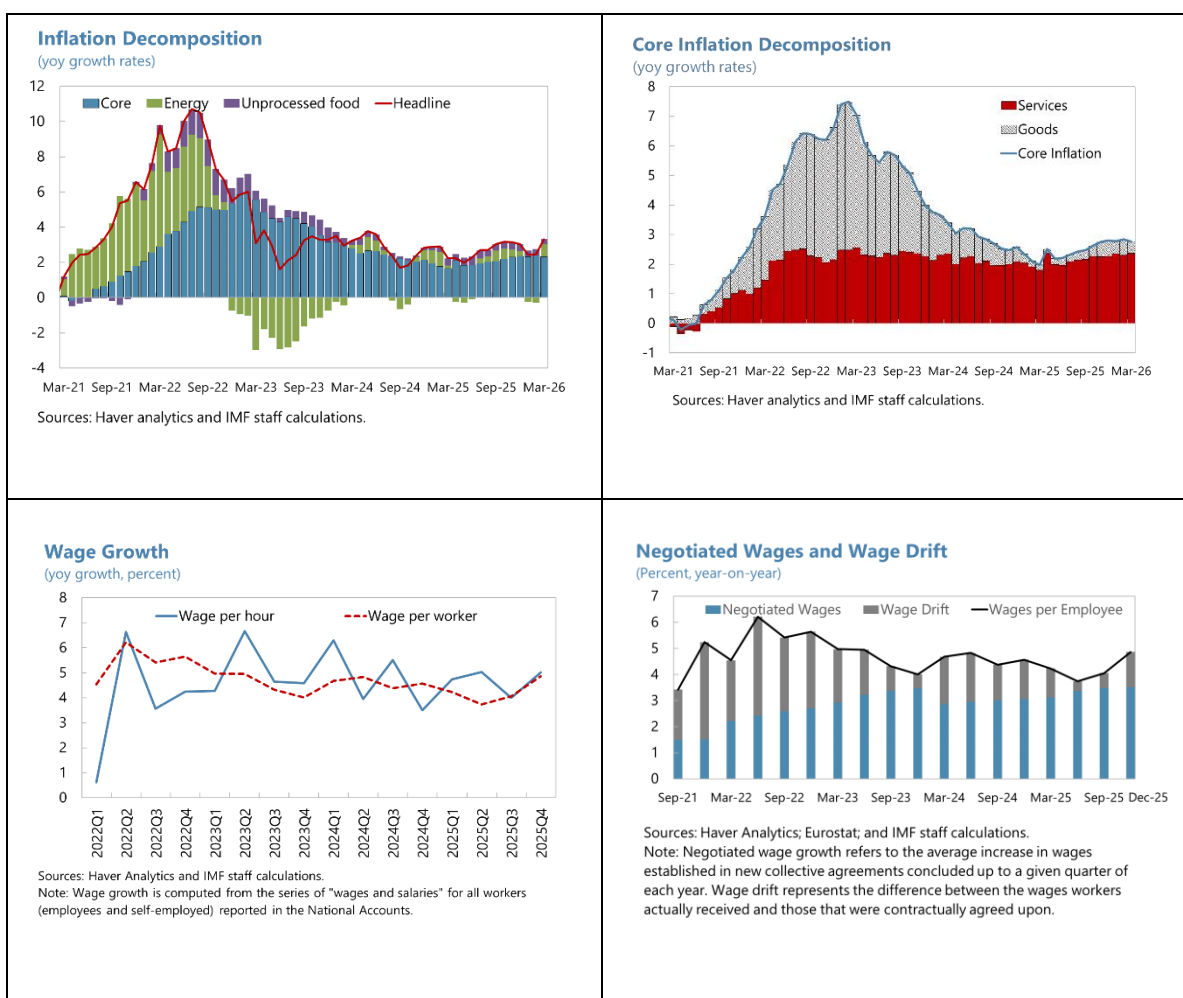 Inflation Decomposition
(yoy growth rates)
12
10
8
6
4
2
0
-2
-4
Core Energy Unprocessed food Headline
Mar-21 Sep-21 Mar-22 Sep-22 Mar-23 Sep-23 Mar-24 Sep-24 Mar-25 Sep-25 Mar-26
Sources: Haver analytics and IMF staff calculations.
Core Inflation Decomposition
(yoy growth rates)
8
7
6
5
4
3
2
1
0
-1
Services
Goods
Core Inflation
Mar-21 Sep-21 Mar-22 Sep-22 Mar-23 Sep-23 Mar-24 Sep-24 Mar-25 Sep-25 Mar-26
Sources: Haver analytics and IMF staff calculations.
Wage Growth
(yoy growth, percent)
8
7
6
5
4
3
2
1
0
Wage per hour Wage per worker
2022Q1
2022Q2
2022Q3
2022Q4
2023Q1
2023Q2
2023Q3
2023Q4
2024Q1
2024Q2
2024Q3
2024Q4
2025Q1
2025Q2
2025Q3
2025Q4
Sources: Haver Analytics and IMF staff calculations.
Note: Wage growth is computed from the series of "wages and salaries" for all workers
(employees and self-employed) reported in the National Accounts.
Negotiated Wages and Wage Drift
(Percent, year-on-year)
7
6
5
4
3
2
1
0
Negotiated Wages Wage Drift Wages per Employee
Sep-21 Mar-22 Sep-22 Mar-23 Sep-23 Mar-24 Sep-24 Mar-25 Sep-25 Dec-25
Sources: Haver Analytics; Eurostat; and IMF staff calculations.
Note: Negotiated wage growth refers to the average increase in wages
established in new collective agreements concluded up to a given quarter of
each year. Wage drift represents the difference between the wages workers
actually received and those that were contractually agreed upon.